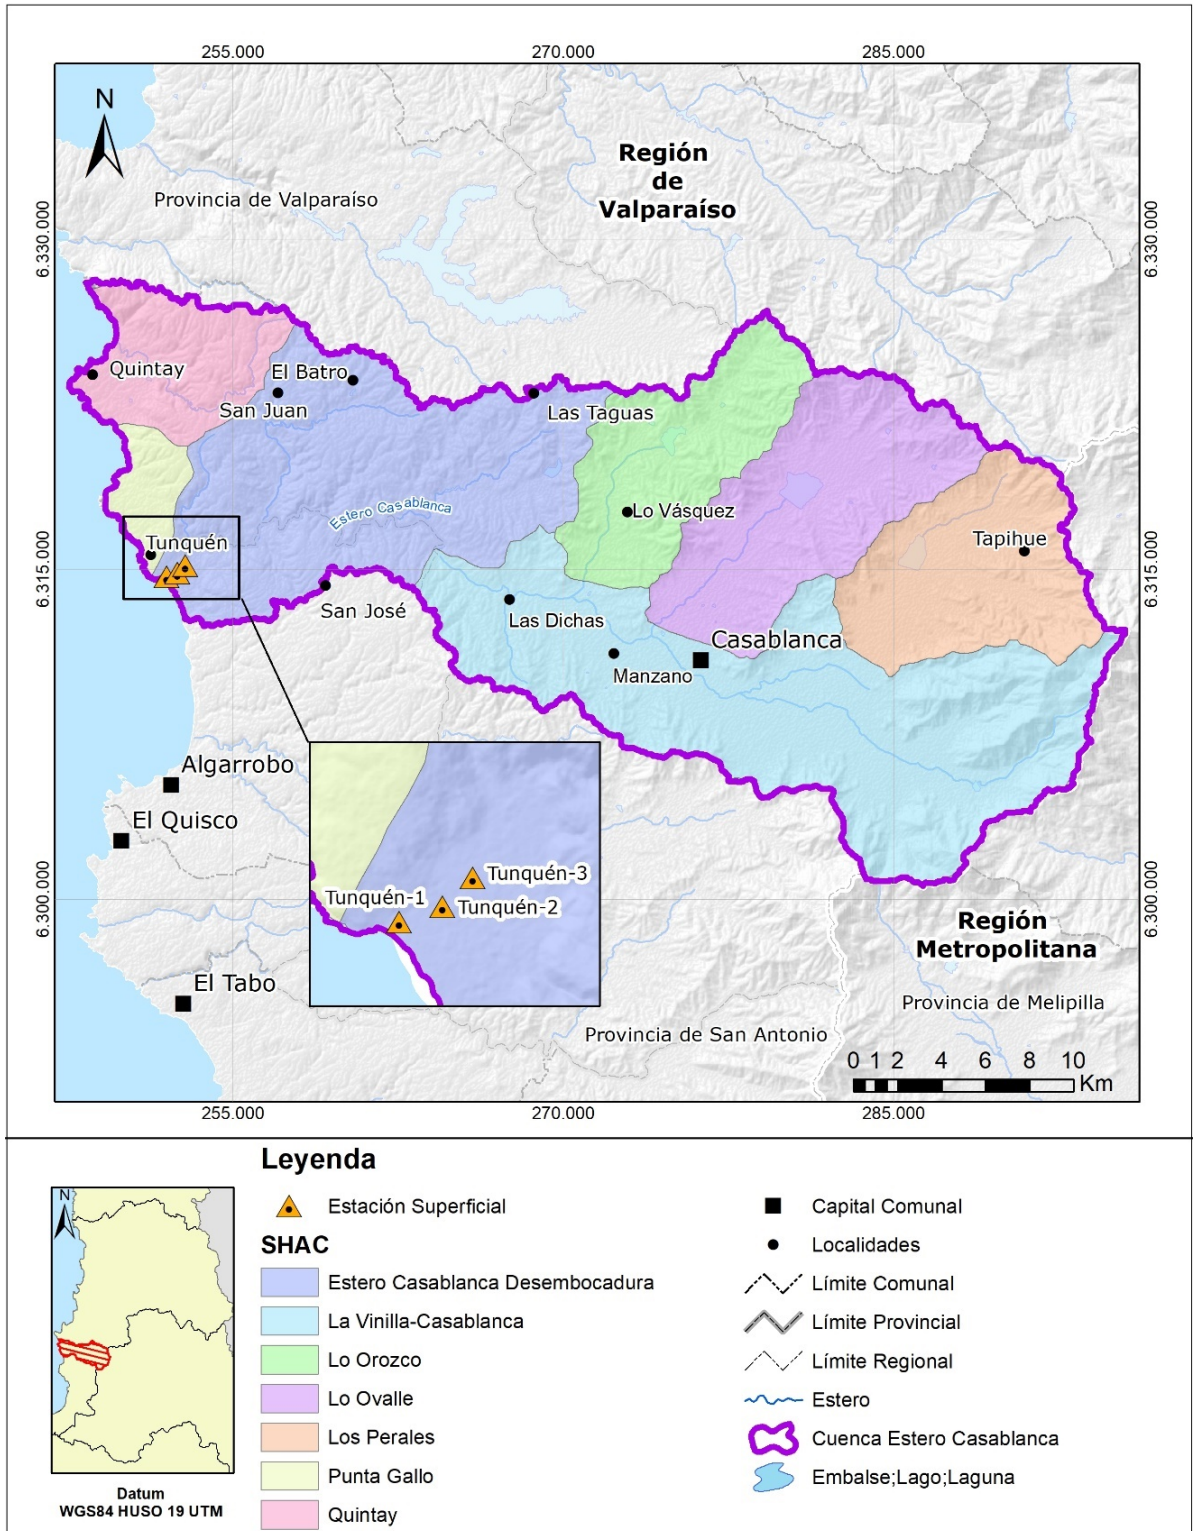 255.000
270.000
285.000
N
Región
de
Valparaíso
Provincia de Valparaíso
6.330.000
6.330.000
Quintay
El Batro
San Juan
Las Taguas
Estero Casablanca
Lo Vásquez
Tapihue
Tunquén
6.315.000
6.315.000
San José
Las Dichas
Casablanca
Manzano
Algarrobo
El Quisco
Tunquén-3
Tunquén-1
Tunquén-2
6.300.000
6.300.000
Región
Metropolitana
El Tabo
Provincia de Melipilla
Provincia de San Antonio
0 1 2 4 6 8 10
Km
255.000
270.000
285.000
Leyenda
N
Estación Superficial
SHAC
Estero Casablanca Desembocadura
La Vinilla-Casablanca
Lo Orozco
Lo Ovalle
Los Perales
Punta Gallo
Quintay
Capital Comunal
Localidades
Límite Comunal
Límite Provincial
Límite Regional
Estero
Cuenca Estero Casablanca
Embalse;Lago;Laguna
Datum
WGS84 HUSO 19 UTM